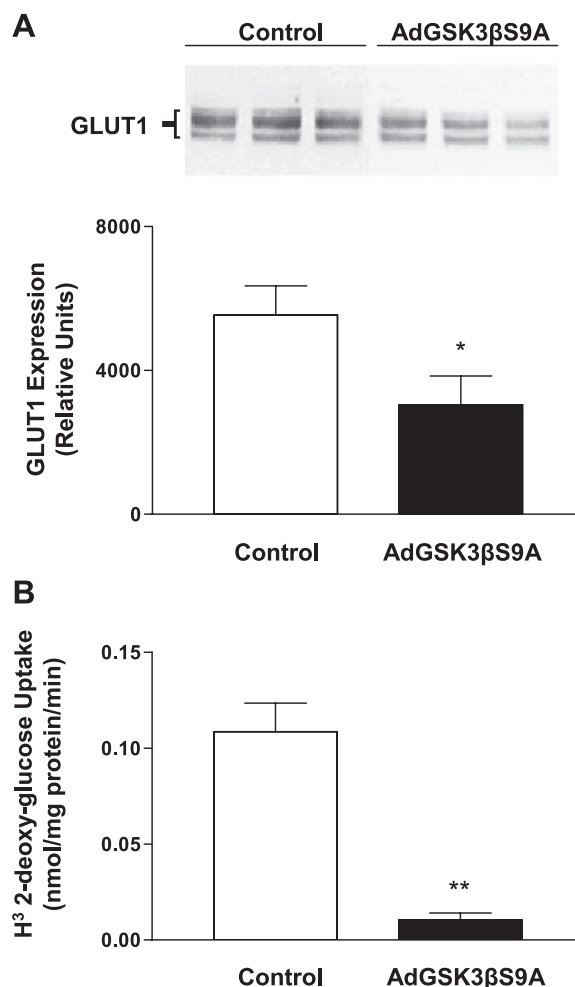 A
Control AdGSK3βS9A
GLUT1
8000
4000
0
GLUT1 Expression
(Relative Units)
*
Control AdGSK3βS9A
B
0.15
0.10
0.05
0.00
H³ 2-deoxy-glucose Uptake
(nmol/mg protein/min)
**
Control AdGSK3βS9A